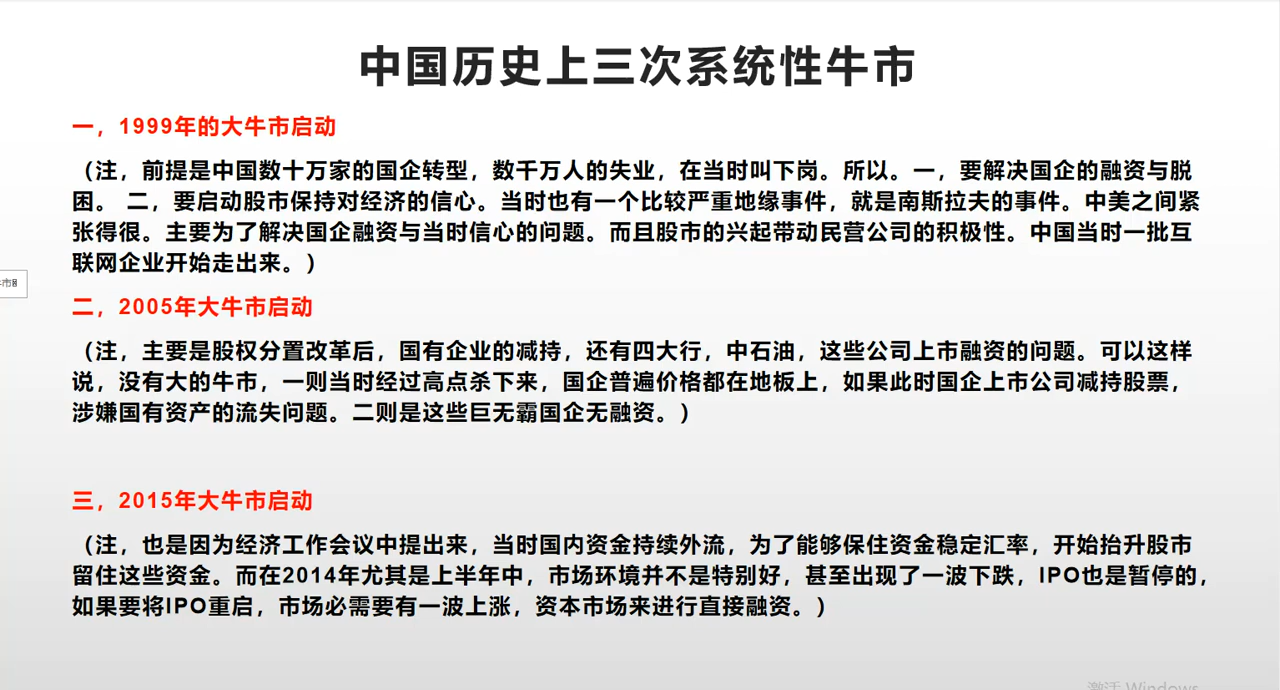 中国历史上三次系统性牛市
一，1999年的大牛市启动
（注，前提是中国数十万家的国企转型，数千万人的失业，在当时叫下岗。所以。一，要解决国企的融资与脱
困。 二，要启动股市保持对经济的信心。当时也有一个比较严重地缘事件，就是南斯拉夫的事件。中美之间紧
张得很。主要为了解决国企融资与当时信心的问题。而且股市的兴起带动民营公司的积极性。中国当时一批互
联网企业开始走出来。）
二，2005年大牛市启动
（注，主要是股权分置改革后，国有企业的减持，还有四大行，中石油，这些公司上市融资的问题。可以这样
说，没有大的牛市，一则当时经过高点杀下来，国企普遍价格都在地板上，如果此时国企上市公司减持股票，
涉嫌国有资产的流失问题。二则是这些巨无霸国企无融资。）
三，2015年大牛市启动
（注，也是因为经济工作会议中提出来，当时国内资金持续外流，为了能够保住资金稳定汇率，开始抬升股市
留住这些资金。而在2014年尤其是上半年中，市场环境并不是特别好，甚至出现了一波下跌，IPO也是暂停的，
如果要将IPO重启，市场必需要有一波上涨，资本市场来进行直接融资。）
激活 Windows